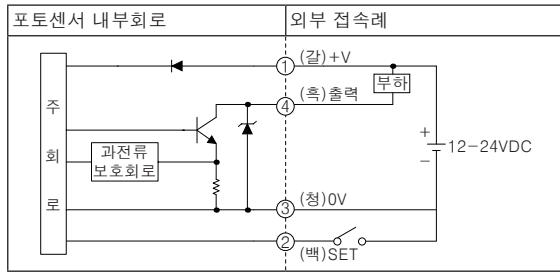 포토센서 내부회로
외부 접속례
주
회
로
과전류
보호회로
①
(갈)+V
부하
④
(흑)출력
+
12-24VDC
−
③
(청)0V
②
(백)SET